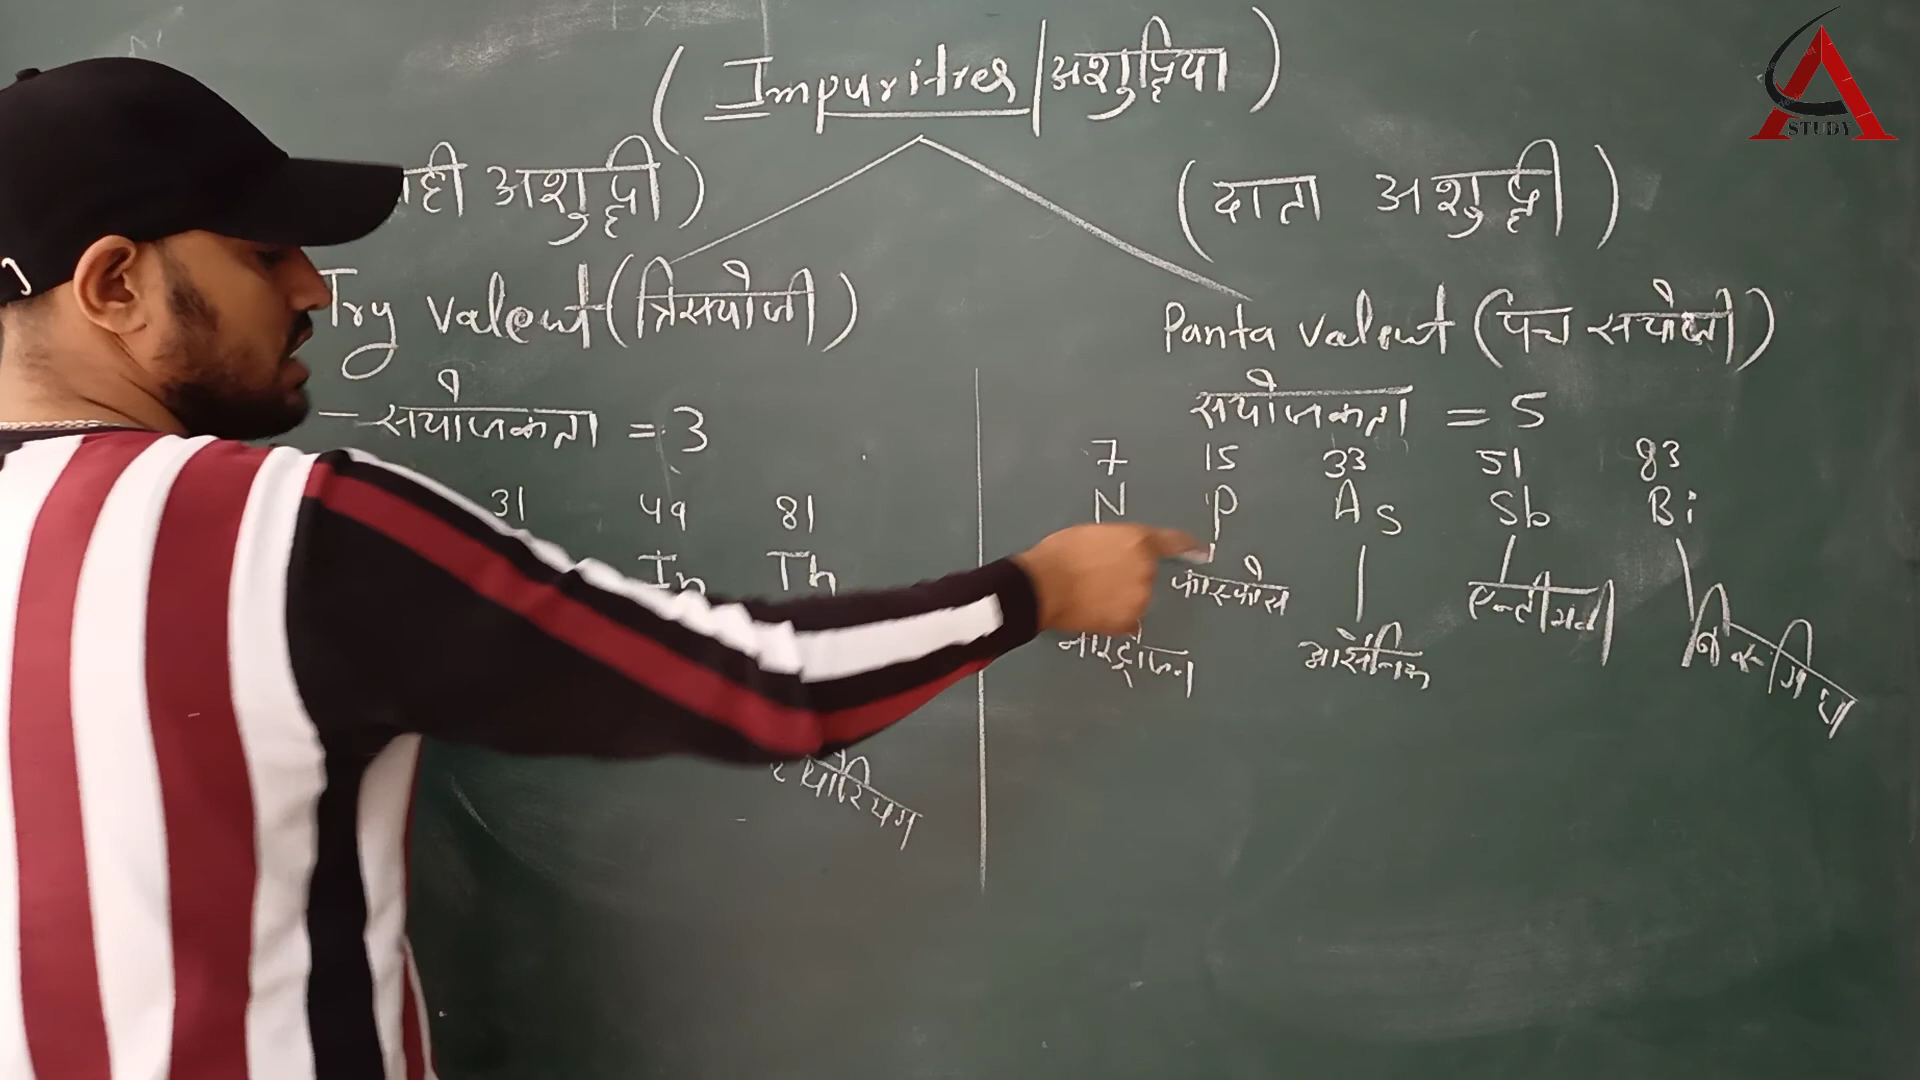 ( Impurities / अशुद्धिया )
ाही अशुद्धी )
( दाता अशुद्धी )
Try valent ( त्रिसयोजी )
Panta valent ( पंच सयोजी )
– सयोजकता = 3
सयोजकता = 5
7 15 33 51 83
N P As Sb Bi
31 49 81
In Th
फास्फोरस एन्टीमनी
नाइट्रोजन आर्सेनिक बिस्मिथ
थोरियम
A STUDY